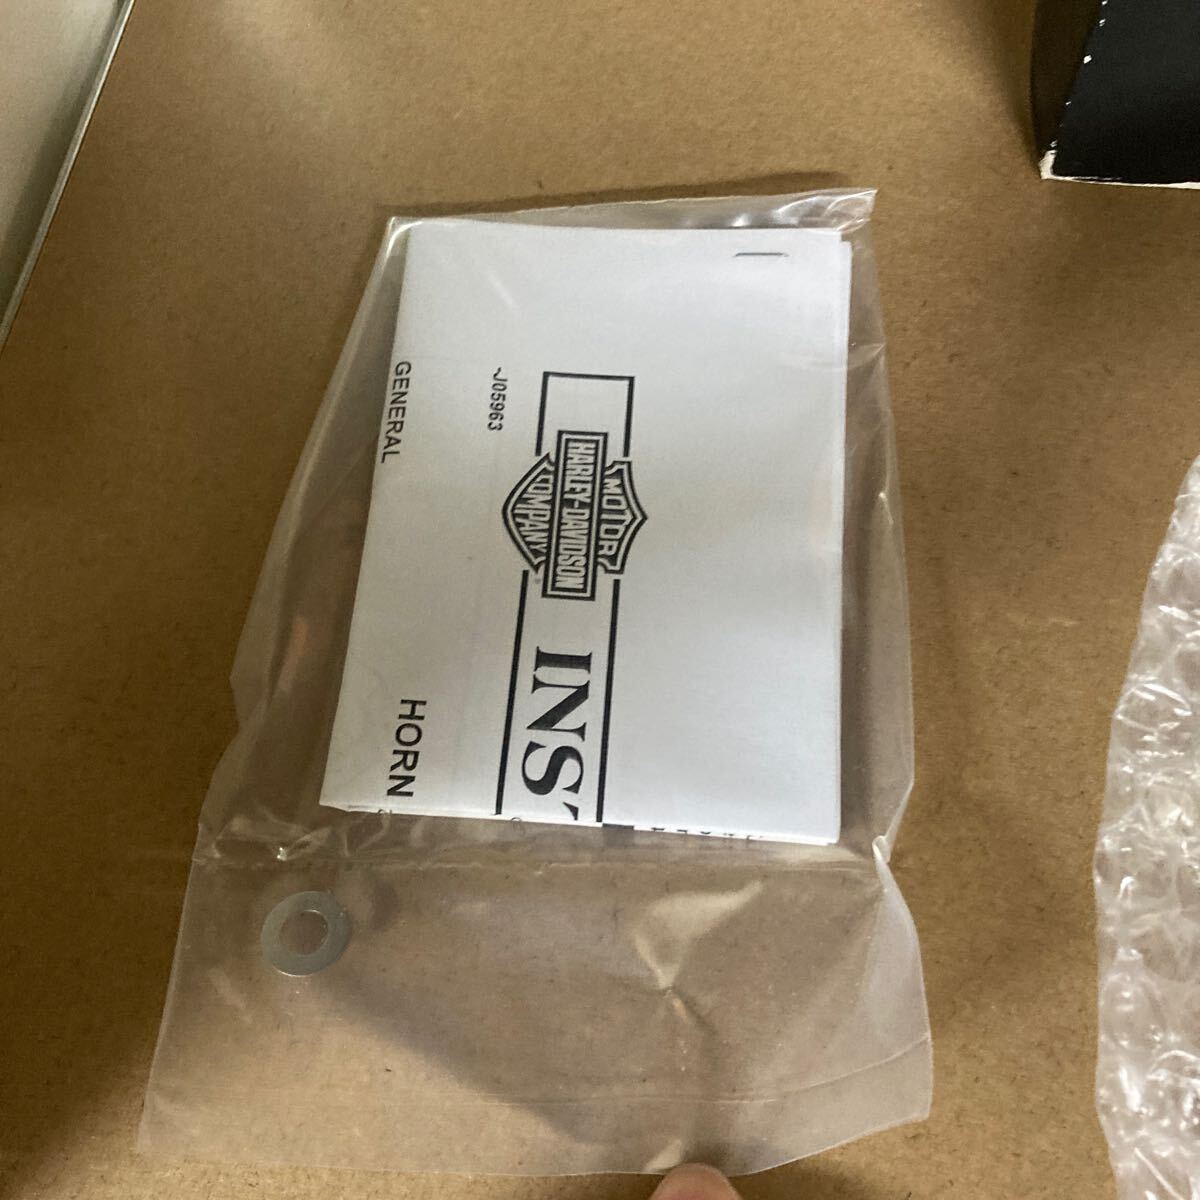 -J05963
MOTOR
HARLEY-DAVIDSON
COMPANY
®
INS
GENERAL
HORN